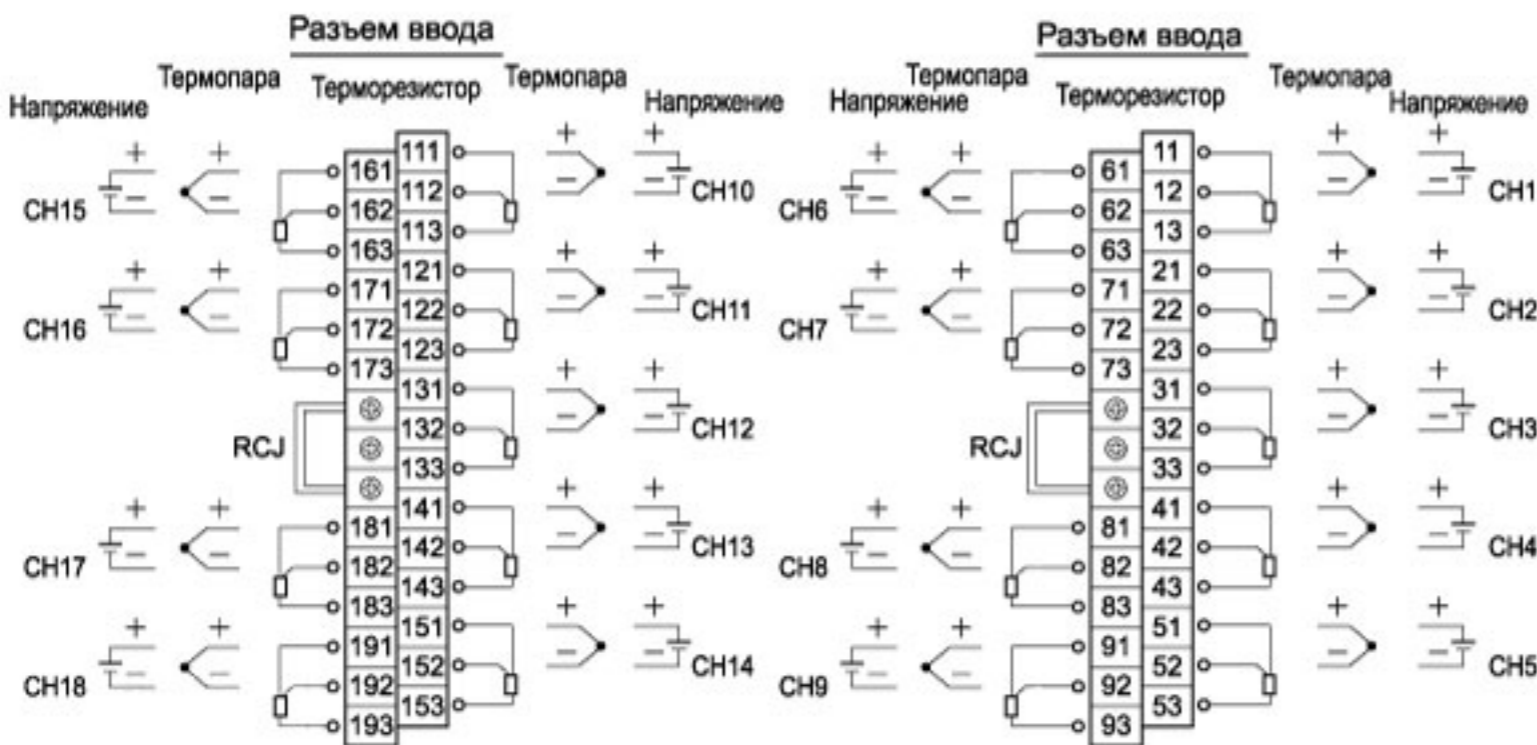 Разъем ввода
Термопара
Терморезистор
Термопара
Напряжение
Напряжение
111
161
+ + + +
112
CH15
- -
162
- -
CH10
113
163
121
+ + + +
171
122
CH16
- -
172
- -
CH11
123
173
131
+ +
132
- -
CH12
RCJ
133
141
+ + + +
181
142
CH17
- -
182
- -
CH13
143
183
151
+ + + +
191
152
CH18
- -
192
- -
CH14
153
193
Разъем ввода
Термопара
Терморезистор
Термопара
Напряжение
Напряжение
11
61
+ + + +
12
CH6
- -
62
- -
CH1
13
63
21
+ + + +
71
22
CH7
- -
72
- -
CH2
23
73
31
+ +
32
- -
CH3
RCJ
33
41
+ + + +
81
42
CH8
- -
82
- -
CH4
43
83
51
+ + + +
91
52
CH9
- -
92
- -
CH5
53
93